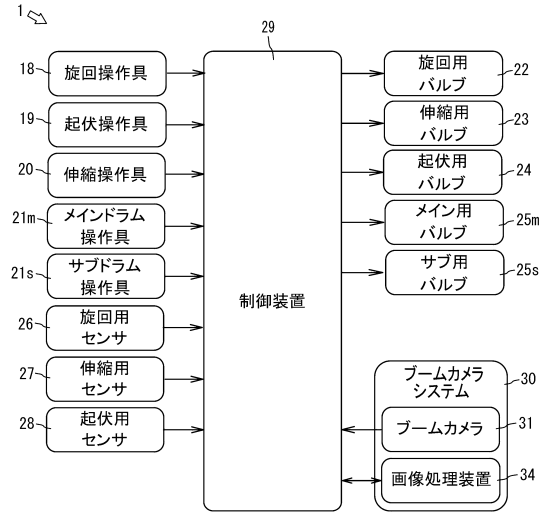 1
29
18
旋回操作具
19
起伏操作具
20
伸縮操作具
21m
メインドラム
操作具
21s
サブドラム
操作具
26
旋回用
センサ
27
伸縮用
センサ
28
起伏用
センサ
制御装置
旋回用
バルブ
22
伸縮用
バルブ
23
起伏用
バルブ
24
メイン用
バルブ
25m
サブ用
バルブ
25s
ブームカメラ
システム
30
ブームカメラ
31
画像処理装置
34